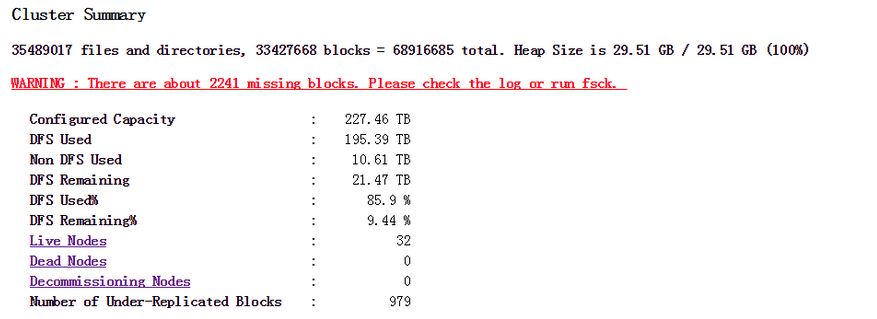 Cluster Summary
35489017 files and directories, 33427668 blocks = 68916685 total. Heap Size is 29.51 GB / 29.51 GB (100%)
WARNING : There are about 2241 missing blocks. Please check the log or run fsck.
Configured Capacity : 227.46 TB
DFS Used : 195.39 TB
Non DFS Used : 10.61 TB
DFS Remaining : 21.47 TB
DFS Used% : 85.9 %
DFS Remaining% : 9.44 %
Live Nodes : 32
Dead Nodes : 0
Decommissioning Nodes : 0
Number of Under-Replicated Blocks : 979